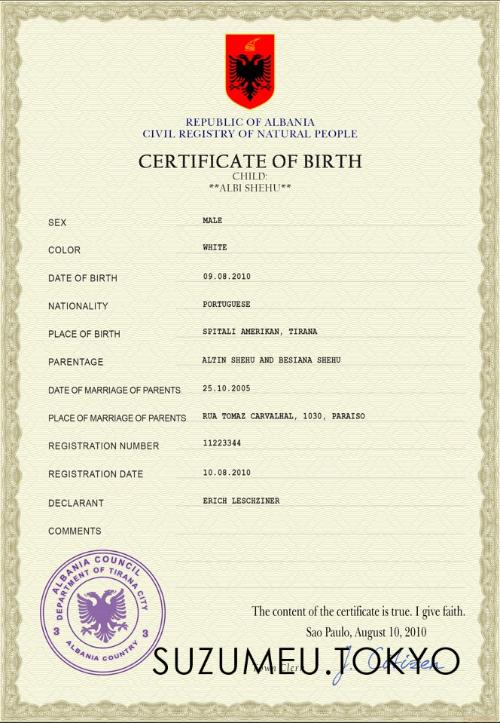 REPUBLIC OF ALBANIA
CIVIL REGISTRY OF NATURAL PEOPLE
CERTIFICATE OF BIRTH
CHILD:
**ALBI SHEHU**
SEX MALE
COLOR WHITE
DATE OF BIRTH 09.08.2010
NATIONALITY PORTUGUESE
PLACE OF BIRTH SPITALI AMERIKAN, TIRANA
PARENTAGE ALTIN SHEHU AND BESIANA SHEHU
DATE OF MARRIAGE OF PARENTS 25.10.2005
PLACE OF MARRIAGE OF PARENTS RUA TOMAZ CARVALHAL, 1030, PARAISO
REGISTRATION NUMBER 11223344
REGISTRATION DATE 10.08.2010
DECLARANT ERICH LESCHZINER
COMMENTS
ALBANIA COUNCIL
DEPARTMENT OF TIRANA CITY
3 3
ALBANIA COUNTRY
The content of the certificate is true. I give faith.
Sao Paulo, August 10, 2010
J. Citizen
SUZUMEU.TOKYO